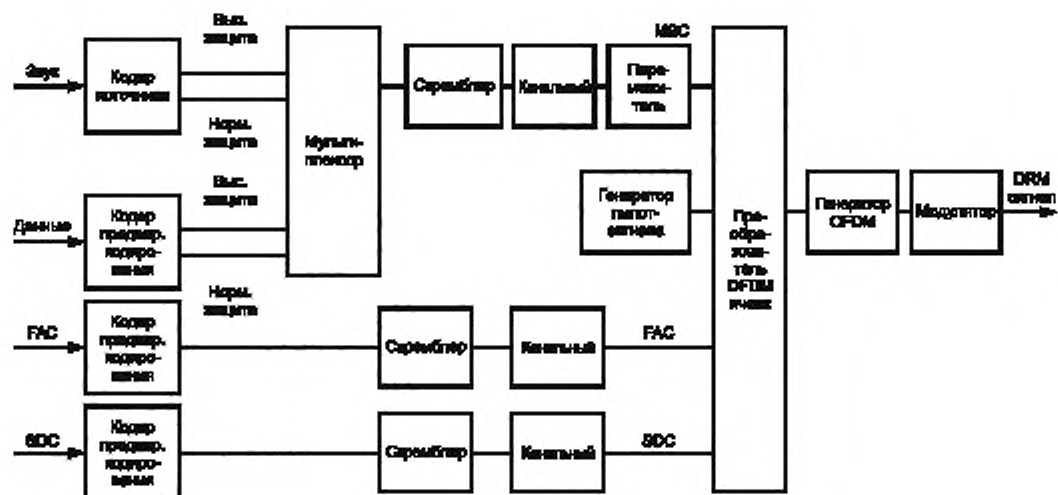 Выс.
защита
Звук
Кодер
источника
Норм.
защита
Мульти-
плексор
Скремблер
Канальный
MSC
Пере-
межи-
тель
Данные
Кодер
предвар.
кодиро-
вания
Выс.
защита
Норм.
защита
Генератор
пилот-
сигнала
Пре-
обра-
зова-
тель
OFDM
ячеек
Генератор
OFDM
Модулятор
DRM
сигнал
FAC
Кодер
предвар.
кодиро-
вания
Скремблер
Канальный
FAC
SDC
Кодер
предвар.
кодиро-
вания
Скремблер
Канальный
SDC